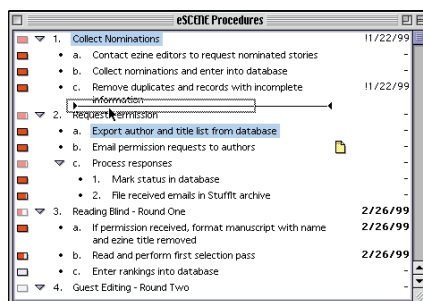 eSCENE Procedures
1. Collect Nominations !1/22/99
a. Contact ezine editors to request nominated stories -
b. Collect nominations and enter into database -
c. Remove duplicates and records with incomplete !1/22/99
information
2. Request Permission -
a. Export author and title list from database -
b. Email permission requests to authors -
c. Process responses -
1. Mark status in database -
2. File received emails in StuffIt archive -
3. Reading Blind - Round One 2/26/99
a. If permission received, format manuscript with name 2/26/99
and ezine title removed
b. Read and perform first selection pass 2/26/99
c. Enter rankings into database -
4. Guest Editing - Round Two -